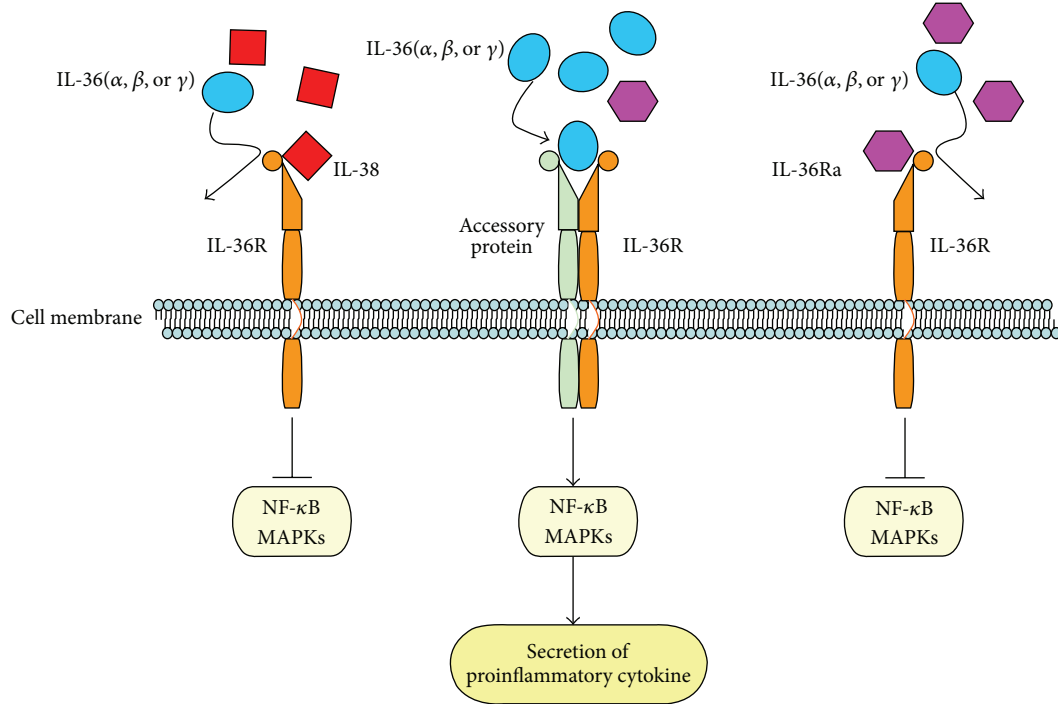 IL-36(α, β, or γ)
IL-38
IL-36R
IL-36(α, β, or γ)
Accessory
protein
IL-36R
IL-36(α, β, or γ)
IL-36Ra
IL-36R
Cell membrane
NF-κB
MAPKs
NF-κB
MAPKs
NF-κB
MAPKs
Secretion of
proinflammatory cytokine